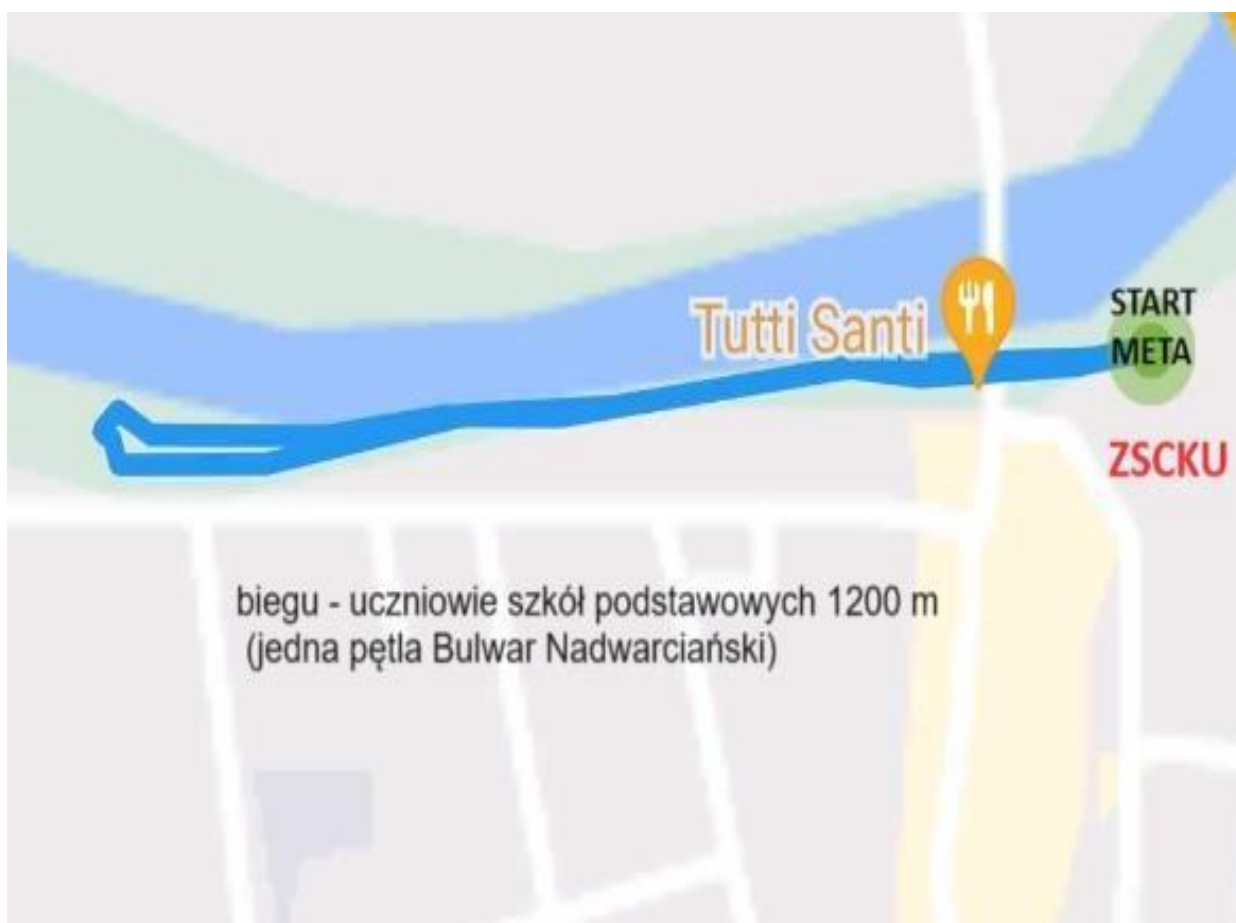 Tutti Santi
START
META
ZSCKU
biegu - uczniowie szkół podstawowych 1200 m
(jedna pętla Bulwar Nadwarciański)